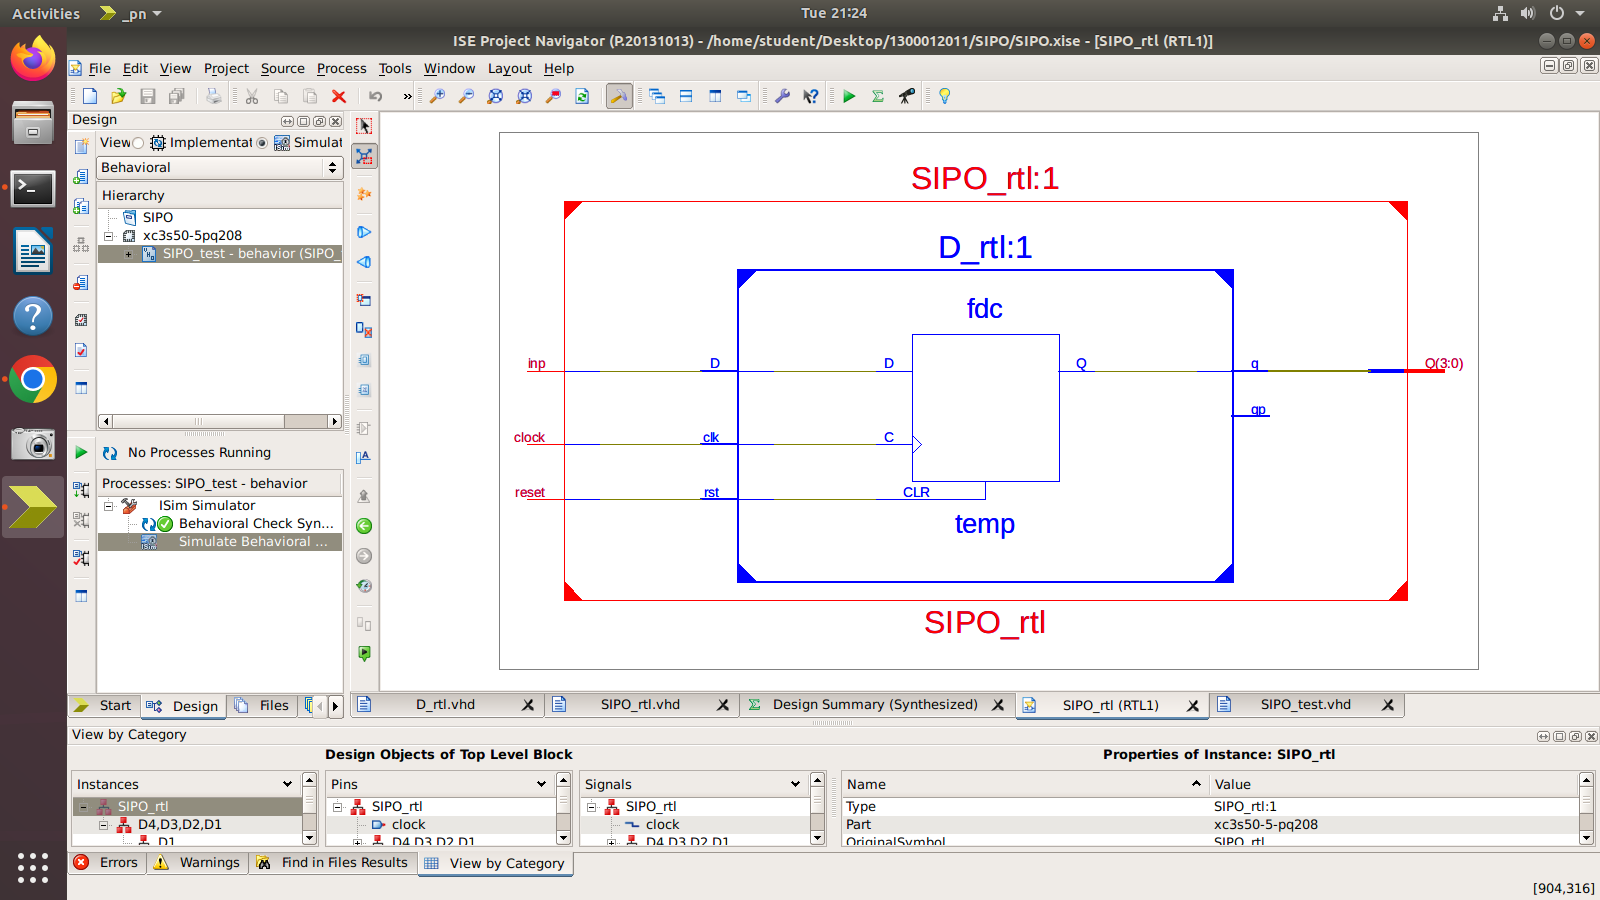 Activities
_pn
Tue 21:24
ISE Project Navigator (P.20131013) - /home/student/Desktop/1300012011/SIPO/SIPO.xise - [SIPO_rtl (RTL1)]
File Edit View Project Source Process Tools Window Layout Help
»
Design
View Implementat Simulat
Behavioral
Hierarchy
SIPO
xc3s50-5pq208
SIPO_test - behavior (SIPO_
No Processes Running
Processes: SIPO_test - behavior
ISim Simulator
Behavioral Check Syn...
Simulate Behavioral ...
Start Design Files
SIPO_rtl:1
D_rtl:1
fdc
inp D D Q q Q(3:0)
qp
clock clk C
reset rst CLR
temp
SIPO_rtl
D_rtl.vhd SIPO_rtl.vhd Design Summary (Synthesized) SIPO_rtl (RTL1) SIPO_test.vhd
View by Category
Design Objects of Top Level Block Properties of Instance: SIPO_rtl
Instances Pins Signals Name Value
SIPO_rtl SIPO_rtl SIPO_rtl Type SIPO_rtl:1
D4,D3,D2,D1 clock clock Part xc3s50-5-pq208
D1 D4,D3,D2,D1 D4,D3,D2,D1 OriginalSymbol SIPO_rtl
Errors Warnings Find in Files Results View by Category
[904,316]